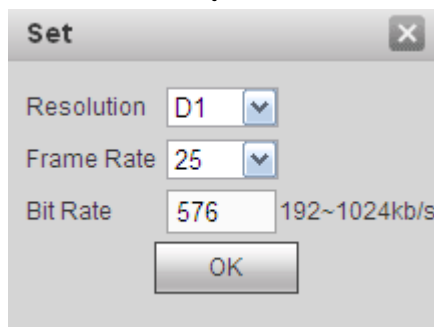 Set
Resolution D1
Frame Rate 25
Bit Rate 576 192~1024kb/s
OK